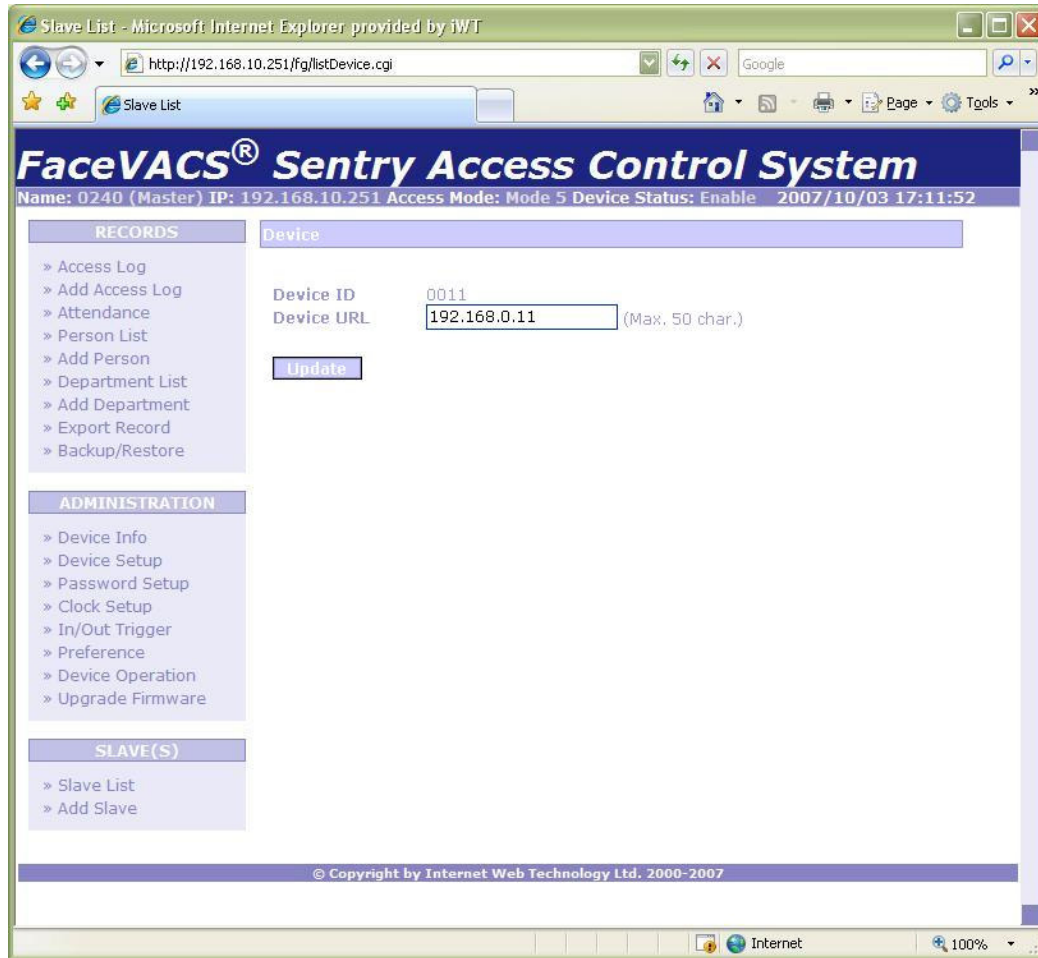 Slave List - Microsoft Internet Explorer provided by iWT
http://192.168.10.251/fg/listDevice.cgi
Google
Slave List
Page
Tools
»
FaceVACS® Sentry Access Control System
Name: 0240 (Master) IP: 192.168.10.251 Access Mode: Mode 5 Device Status: Enable 2007/10/03 17:11:52
RECORDS
» Access Log
» Add Access Log
» Attendance
» Person List
» Add Person
» Department List
» Add Department
» Export Record
» Backup/Restore
ADMINISTRATION
» Device Info
» Device Setup
» Password Setup
» Clock Setup
» In/Out Trigger
» Preference
» Device Operation
» Upgrade Firmware
SLAVE(S)
» Slave List
» Add Slave
Device
Device ID 0011
Device URL 192.168.0.11 (Max. 50 char.)
Update
© Copyright by Internet Web Technology Ltd. 2000-2007
Internet
100%